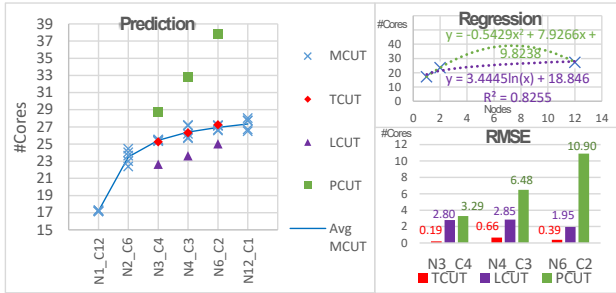 Prediction
39
37
35
33
31
29
27
25
23
21
19
17
15
#Cores
N1_C12
N2_C6
N3_C4
N4_C3
N6_C2
N12_C1
MCUT
TCUT
LCUT
PCUT
Avg
MCUT
#Cores
Regression
y = -0.5429x² + 7.9266x +
9.8238
40
30
20
10
0
y = 3.4445ln(x) + 18.846
R² = 0.8255
0 2 4 6 8 10 12 14
Nodes
#Cores
RMSE
12
10
8
6
4
2
0
0.19
2.80
3.29
0.66
2.85
6.48
0.39
1.95
10.90
N3_C4 N4_C3 N6_C2
TCUT LCUT PCUT